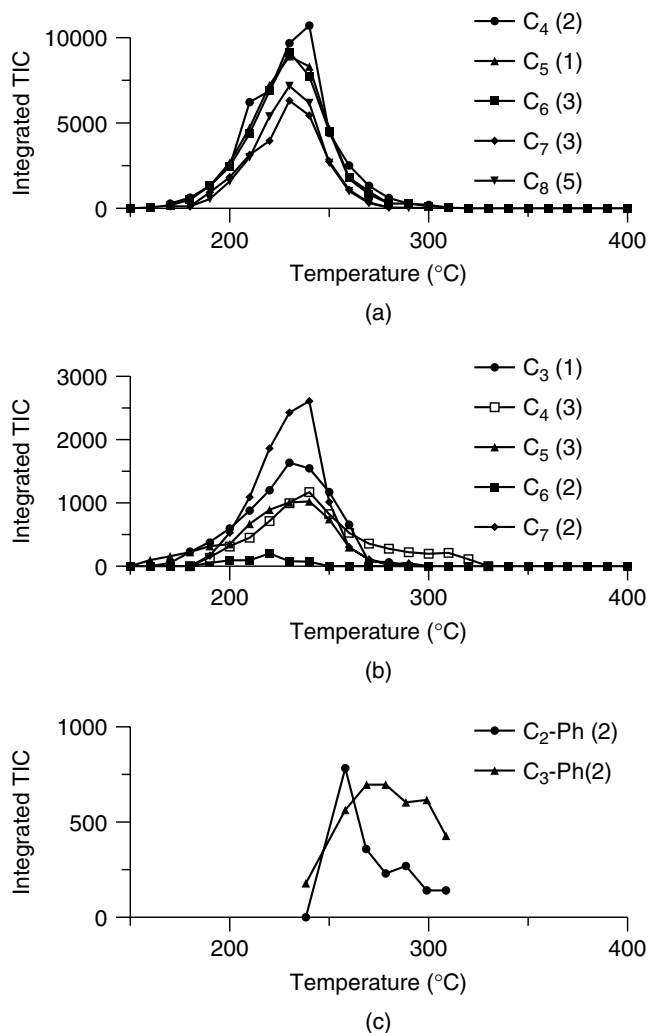 10000
5000
0
Integrated TIC
200
300
400
Temperature (°C)
C₄ (2)
C₅ (1)
C₆ (3)
C₇ (3)
C₈ (5)
(a)
3000
2000
1000
0
Integrated TIC
200
300
400
Temperature (°C)
C₃ (1)
C₄ (3)
C₅ (3)
C₆ (2)
C₇ (2)
(b)
1000
500
0
Integrated TIC
200
300
400
Temperature (°C)
C₂-Ph (2)
C₃-Ph(2)
(c)